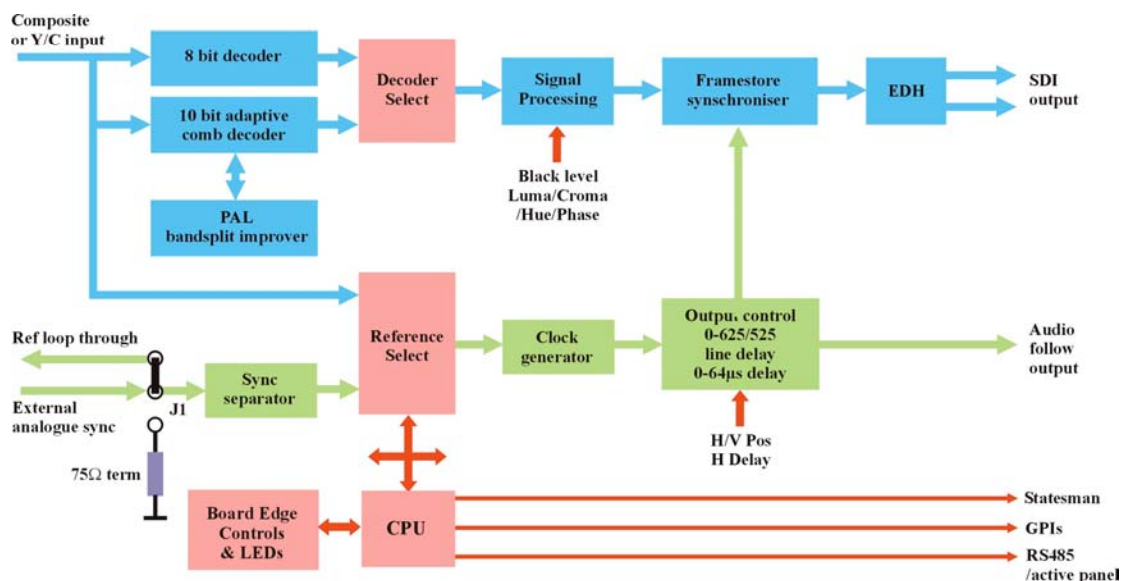 Composite
or Y/C input
8 bit decoder
10 bit adaptive
comb decoder
PAL
bandsplit improver
Decoder
Select
Signal
Processing
Black level
Luma/Croma
/Hue/Phase
Framestore
synschroniser
EDH
SDI
output
Ref loop through
External
analogue sync
J1
75Ω term
Sync
separator
Reference
Select
Clock
generator
Output control
0-625/525
line delay
0-64µs delay
H/V Pos
H Delay
Audio
follow
output
Board Edge
Controls
& LEDs
CPU
Statesman
GPIs
RS485
/active panel